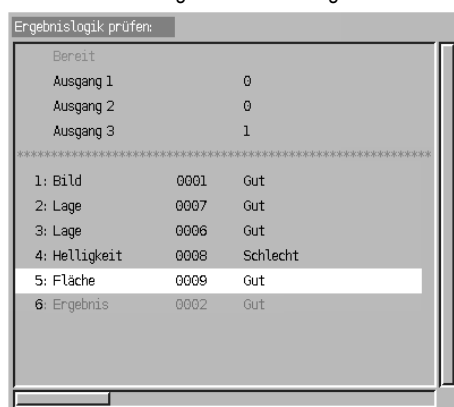 Ergebnislogik prüfen:
Bereit
Ausgang 1 0
Ausgang 2 0
Ausgang 3 1
**************************************************************
1: Bild 0001 Gut
2: Lage 0007 Gut
3: Lage 0006 Gut
4: Helligkeit 0008 Schlecht
5: Fläche 0009 Gut
6: Ergebnis 0002 Gut